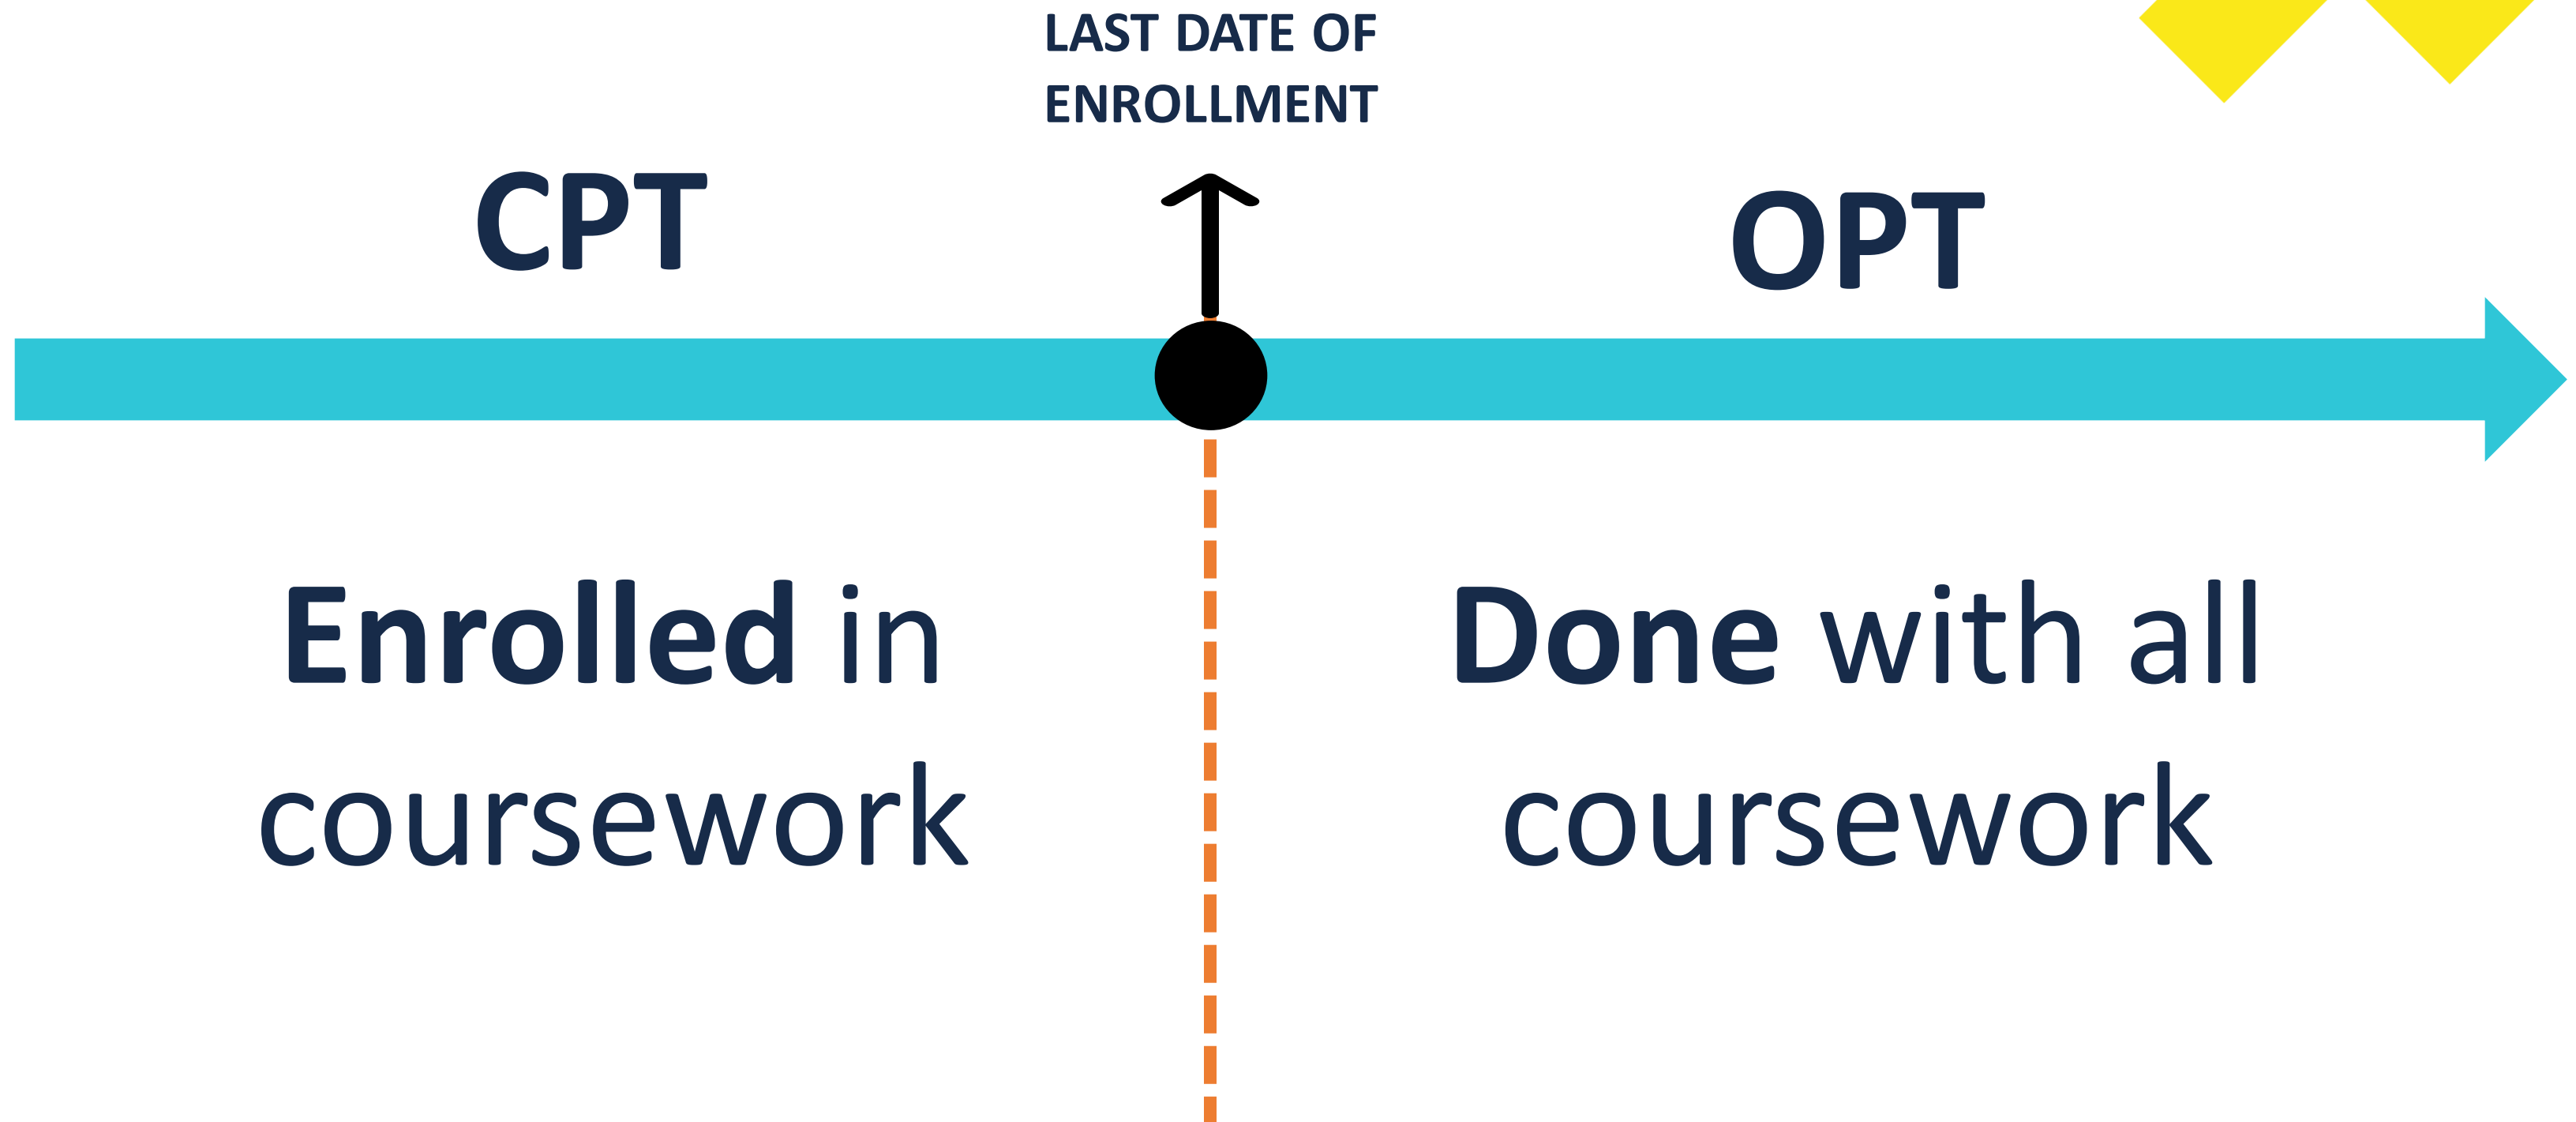 LAST DATE OF
ENROLLMENT
CPT
OPT
Enrolled in
coursework
Done with all
coursework